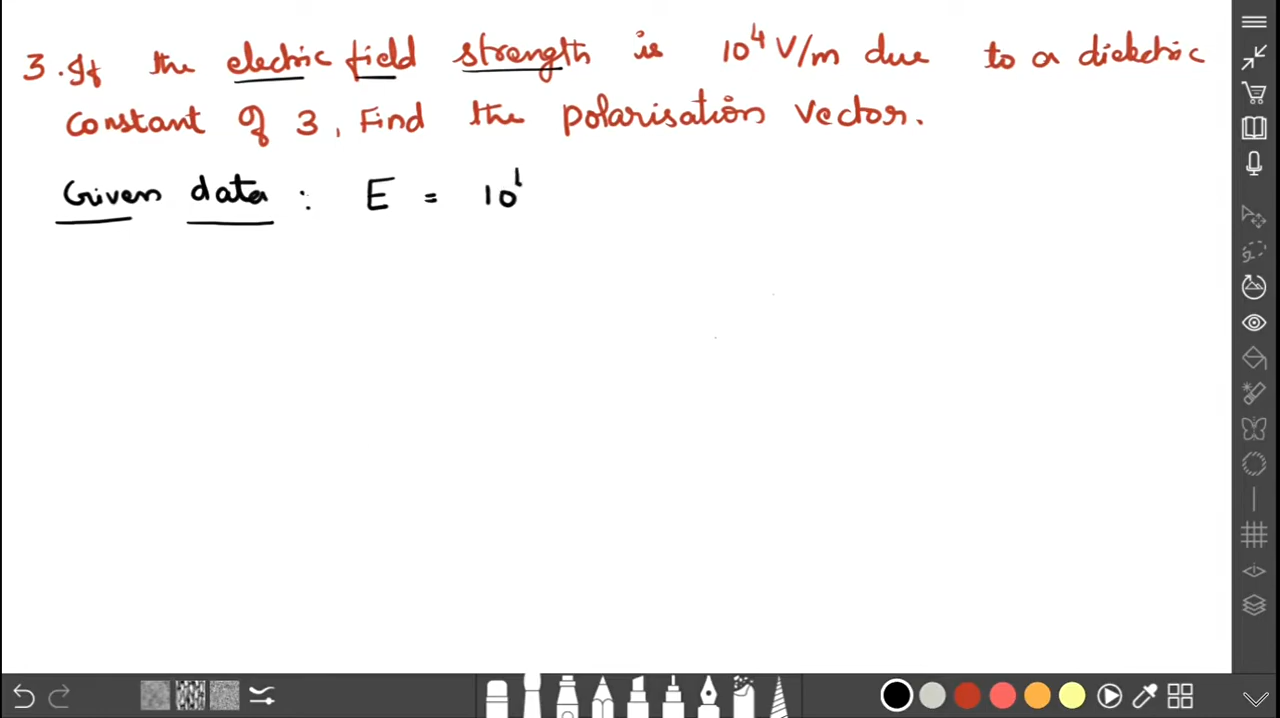 3. If the electric field strength is 10⁴ V/m due to a dielectric
constant of 3, Find the polarisation vector.
Given data : E = 10¹